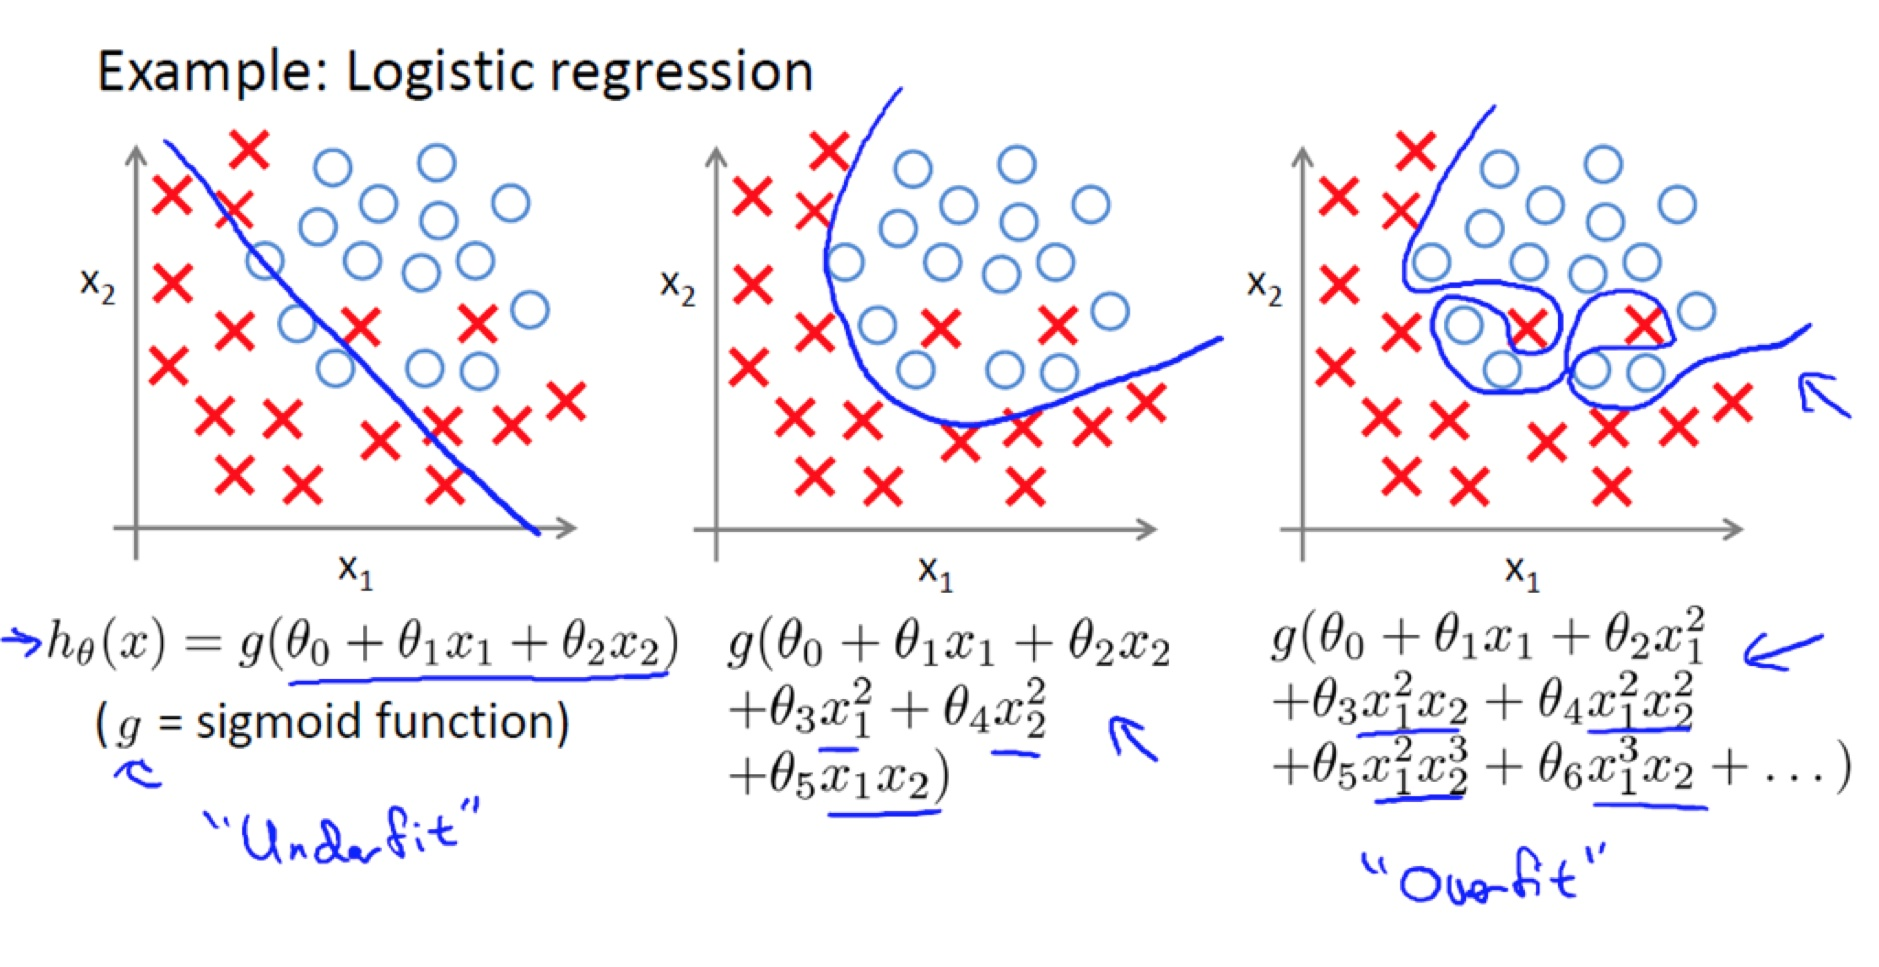 Example: Logistic regression
x₂
x₁
x₂
x₁
x₂
x₁
h_θ(x) = g(θ₀ + θ₁x₁ + θ₂x₂)
(g = sigmoid function)
"Underfit"
g(θ₀ + θ₁x₁ + θ₂x₂
+θ₃x₁² + θ₄x₂²
+θ₅x₁x₂)
g(θ₀ + θ₁x₁ + θ₂x₁²
+θ₃x₁²x₂ + θ₄x₁²x₂²
+θ₅x₁²x₂³ + θ₆x₁³x₂ + ...)
"Overfit"